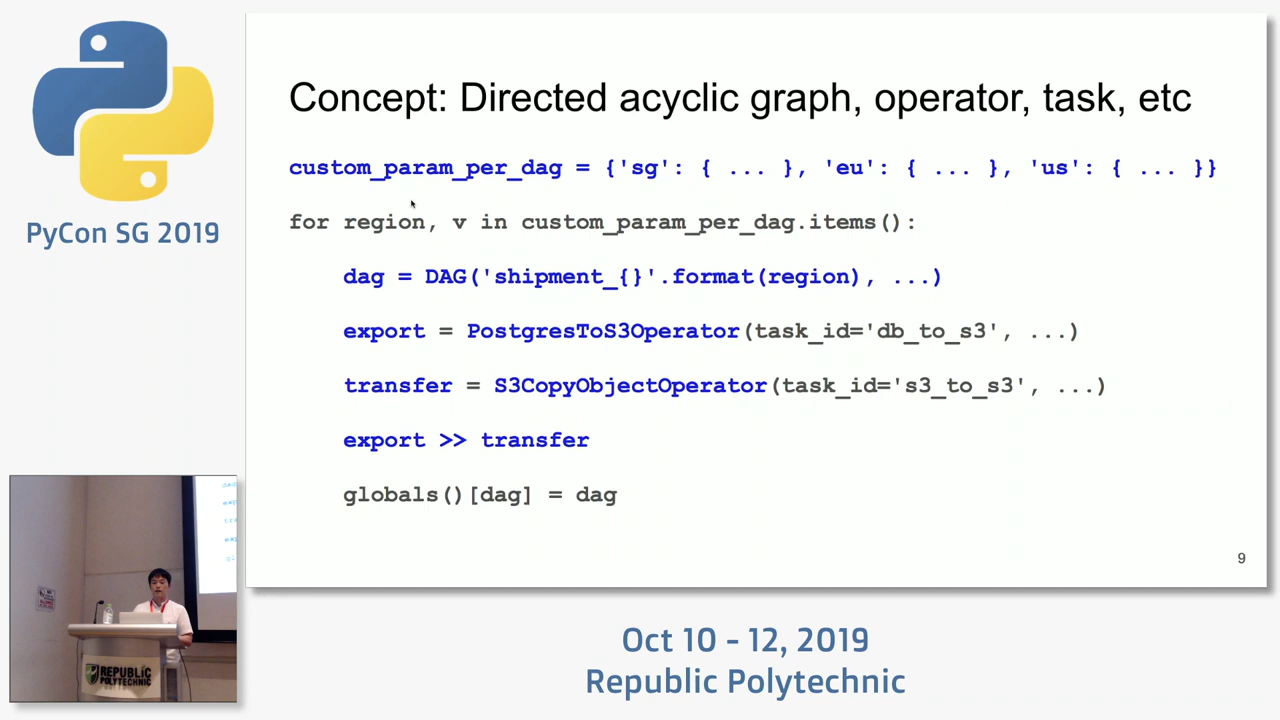 PyCon SG 2019
Concept: Directed acyclic graph, operator, task, etc
custom_param_per_dag = {'sg': { ... }, 'eu': { ... }, 'us': { ... }}
for region, v in custom_param_per_dag.items():
dag = DAG('shipment_{}'.format(region), ...)
export = PostgresToS3Operator(task_id='db_to_s3', ...)
transfer = S3CopyObjectOperator(task_id='s3_to_s3', ...)
export >> transfer
globals()[dag] = dag
9
REPUBLIC
POLYTECHNIC
Oct 10 - 12, 2019
Republic Polytechnic